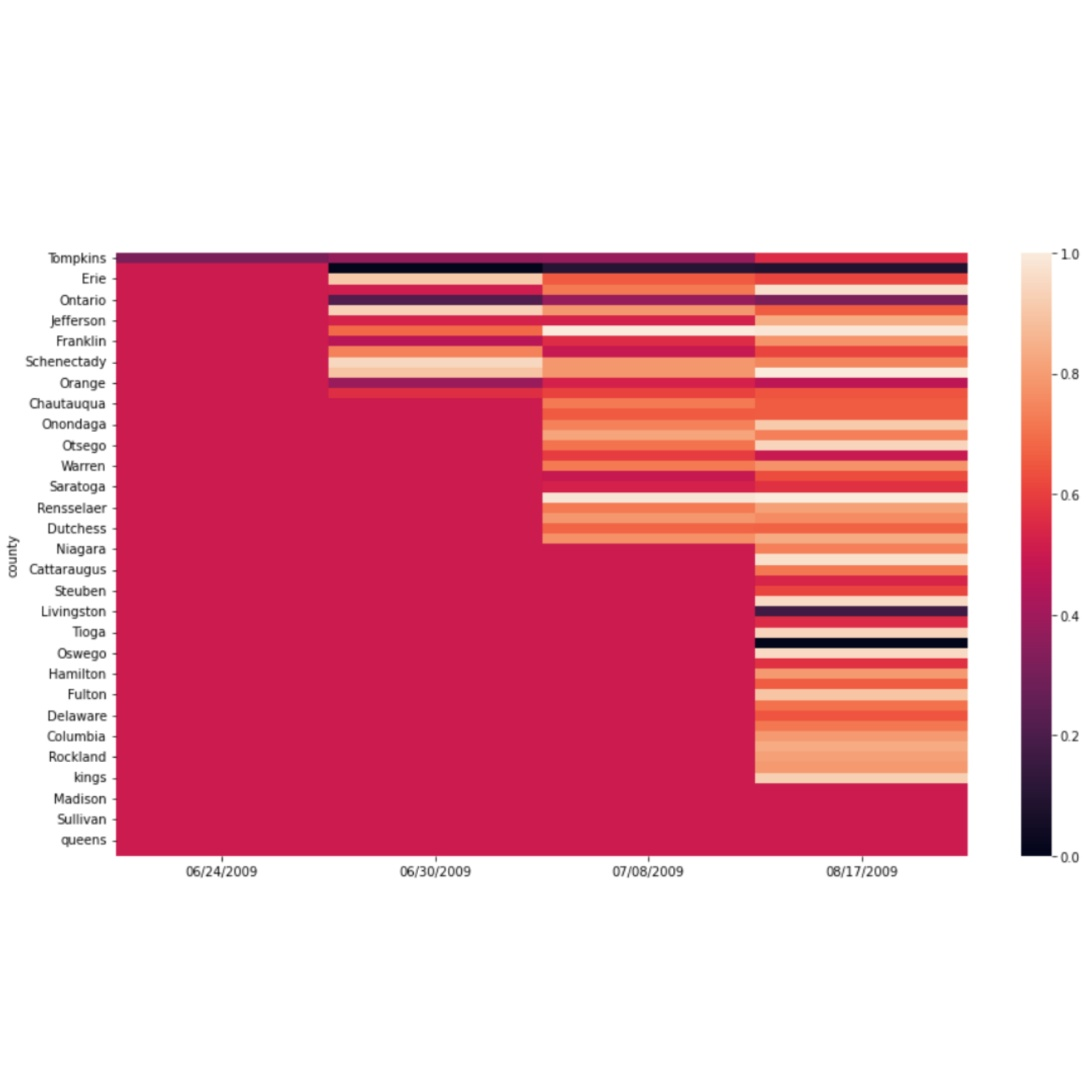 county
Tompkins
Erie
Ontario
Jefferson
Franklin
Schenectady
Orange
Chautauqua
Onondaga
Otsego
Warren
Saratoga
Rensselaer
Dutchess
Niagara
Cattaraugus
Steuben
Livingston
Tioga
Oswego
Hamilton
Fulton
Delaware
Columbia
Rockland
kings
Madison
Sullivan
queens
06/24/2009 06/30/2009 07/08/2009 08/17/2009
1.0
0.8
0.6
0.4
0.2
0.0